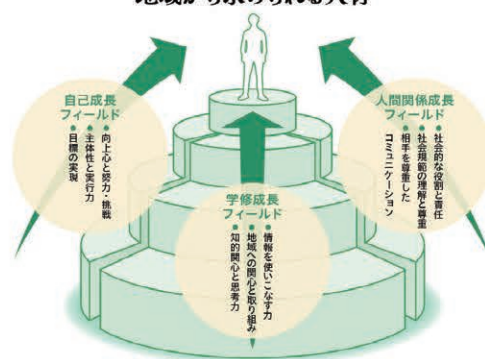 地域から求められる人材
自己成長
フィールド
●向上心と努力・挑戦
●主体性と実行力
●目標の実現
学修成長
フィールド
●情報を使いこなす力
●地域への関心と取り組み
●知的関心と思考力
人間関係成長
フィールド
●社会的な役割と責任
●社会規範の理解と尊重
●相手を尊重した
コミュニケーション